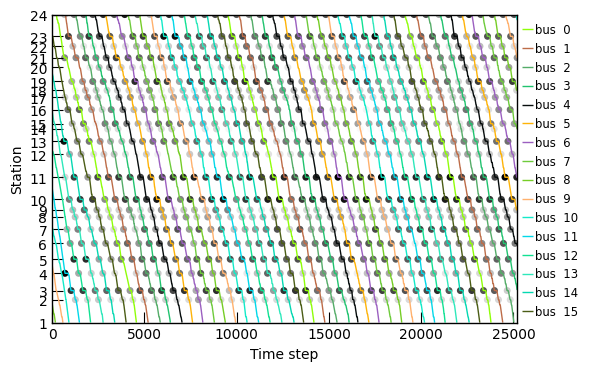 24
23
22
21
20
19
18
17
16
15
14
13
12
11
10
9
8
7
6
5
4
3
2
1
Station
0 5000 10000 15000 20000 25000
Time step
bus 0
bus 1
bus 2
bus 3
bus 4
bus 5
bus 6
bus 7
bus 8
bus 9
bus 10
bus 11
bus 12
bus 13
bus 14
bus 15